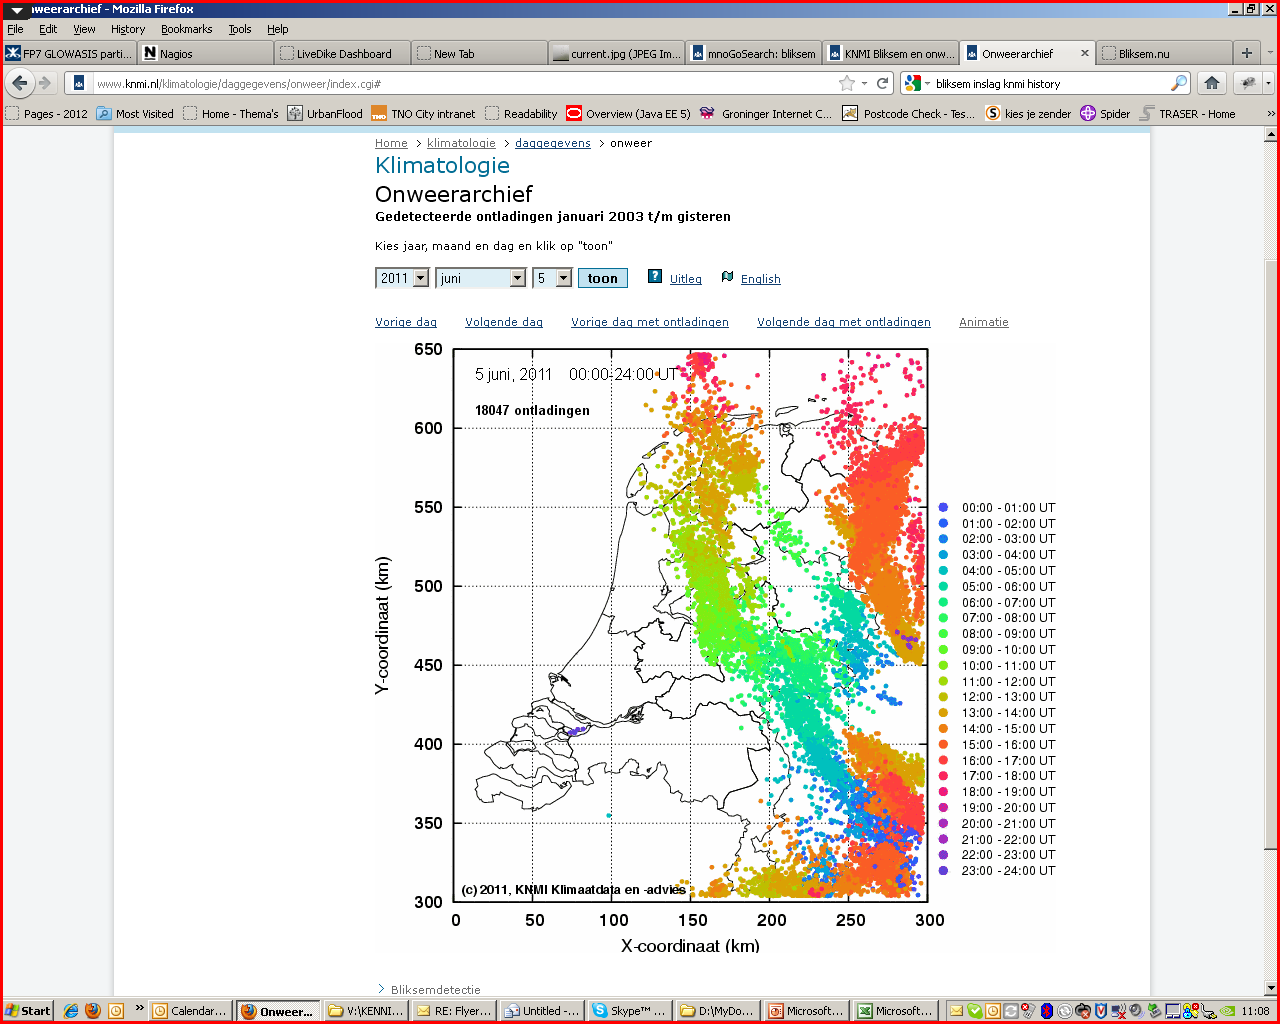 Onweerarchief - Mozilla Firefox
File Edit View History Bookmarks Tools Help
FP7 GLOWASIS parti... Nagios LiveDike Dashboard New Tab current.jpg (JPEG Im... mnoGoSearch: bliksem KNMI Bliksem en onw... Onweerarchief Bliksem.nu
www.knmi.nl/klimatologie/daggegevens/onweer/index.cgi# bliksem inslag knmi history
Pages - 2012 Most Visited Home - Thema's UrbanFlood TNO City intranet Readability Overview (Java EE 5) Groninger Internet C... Postcode Check - Tes... kies je zender Spider TRASER - Home
Home > klimatologie > daggegevens > onweer
Klimatologie
Onweerarchief
Gedetecteerde ontladingen januari 2003 t/m gisteren
Kies jaar, maand en dag en klik op "toon"
2011 juni 5 toon ? Uitleg English
Vorige dag Volgende dag Vorige dag met ontladingen Volgende dag met ontladingen Animatie
650
5 juni, 2011 00:00-24:00 UT
18047 ontladingen
600
550
500
450
400
350
300
Y-coordinaat (km)
00:00 - 01:00 UT
01:00 - 02:00 UT
02:00 - 03:00 UT
03:00 - 04:00 UT
04:00 - 05:00 UT
05:00 - 06:00 UT
06:00 - 07:00 UT
07:00 - 08:00 UT
08:00 - 09:00 UT
09:00 - 10:00 UT
10:00 - 11:00 UT
11:00 - 12:00 UT
12:00 - 13:00 UT
13:00 - 14:00 UT
14:00 - 15:00 UT
15:00 - 16:00 UT
16:00 - 17:00 UT
17:00 - 18:00 UT
18:00 - 19:00 UT
19:00 - 20:00 UT
20:00 - 21:00 UT
21:00 - 22:00 UT
22:00 - 23:00 UT
23:00 - 24:00 UT
(c) 2011, KNMI Klimaatdata en -advies
0 50 100 150 200 250 300
X-coordinaat (km)
> Bliksemdetectie
Start Calendar... Onweer... V:\KENNI... RE: Flyer... Untitled -... Skype™ ... D:\MyDo... Microsoft... Microsoft... 11:08